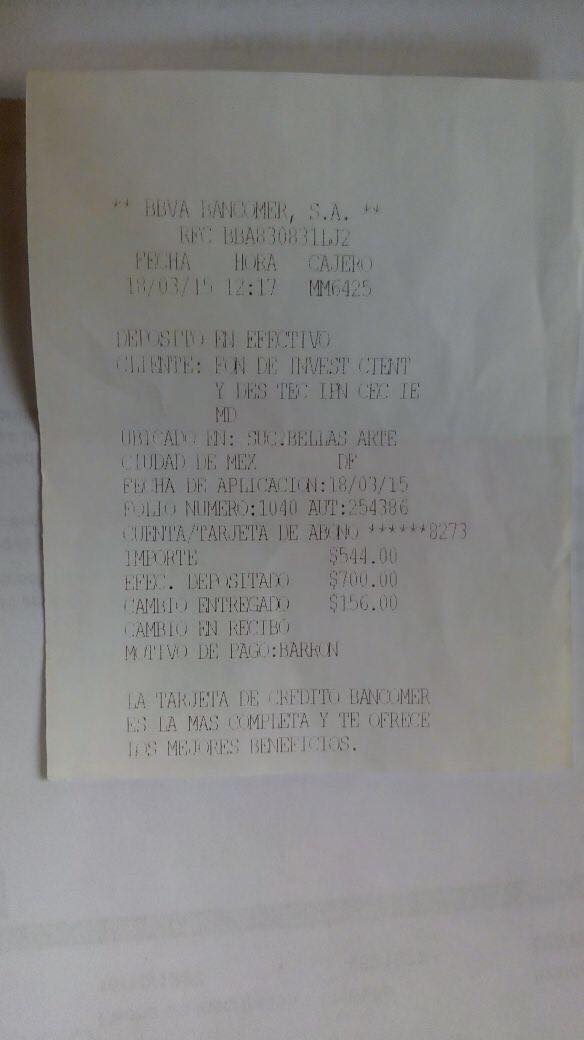 ** BBVA BANCOMER, S.A. **
RFC BBA830831LJ2
FECHA HORA CAJERO
18/03/15 12:17 MM6425
DEPOSITO EN EFECTIVO
CLIENTE: FON DE INVEST CIENT
Y DES TEC IPN CEC IE
MD
UBICADO EN: SUC.BELLAS ARTE
CIUDAD DE MEX DF
FECHA DE APLICACION:18/03/15
FOLIO NUMERO:1040 AUT:254386
CUENTA/TARJETA DE ABONO ******8273
IMPORTE $544.00
EFEC. DEPOSITADO $700.00
CAMBIO ENTREGADO $156.00
CAMBIO EN RECIBO
MOTIVO DE PAGO:BARRON
LA TARJETA DE CREDITO BANCOMER
ES LA MAS COMPLETA Y TE OFRECE
LOS MEJORES BENEFICIOS.